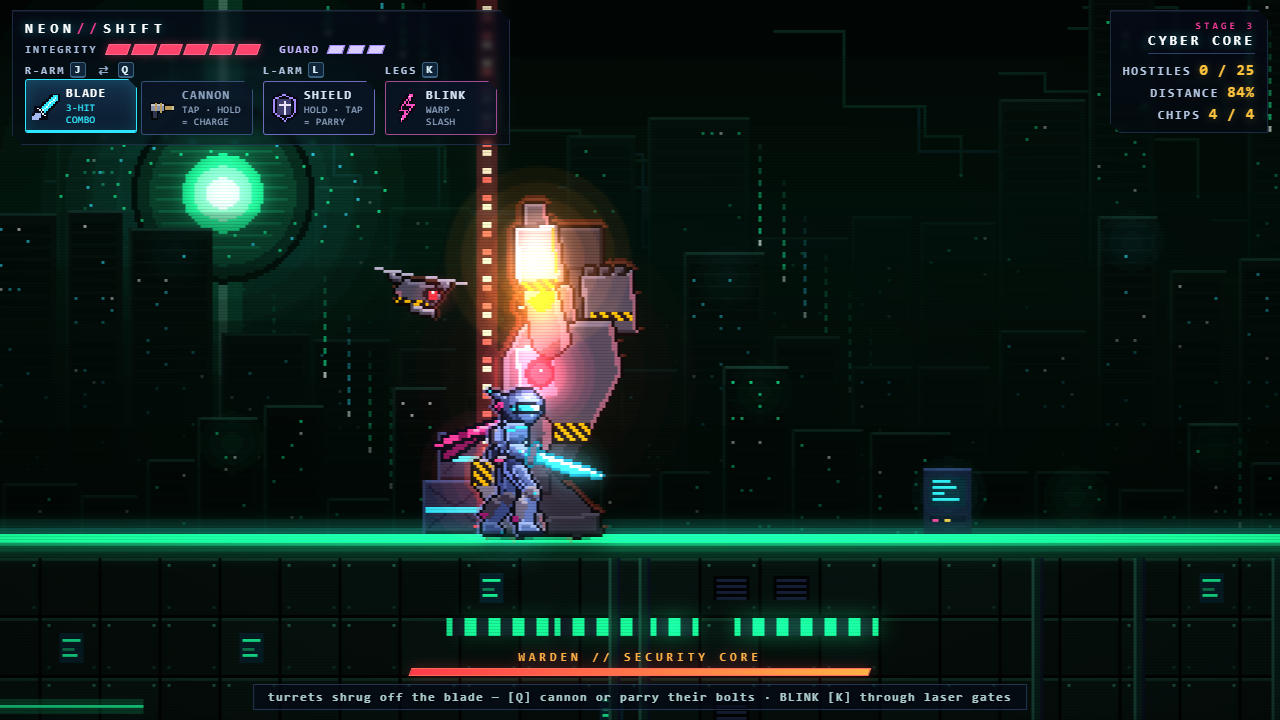 NEON//SHIFT
INTEGRITY GUARD
R-ARM J ⇄ Q L-ARM L LEGS K
BLADE
3-HIT
COMBO
CANNON
TAP · HOLD
= CHARGE
SHIELD
HOLD · TAP
= PARRY
BLINK
WARP ·
SLASH
STAGE 3
CYBER CORE
HOSTILES 0 / 25
DISTANCE 84%
CHIPS 4 / 4
WARDEN // SECURITY CORE
turrets shrug off the blade — [Q] cannon or parry their bolts · BLINK [K] through laser gates